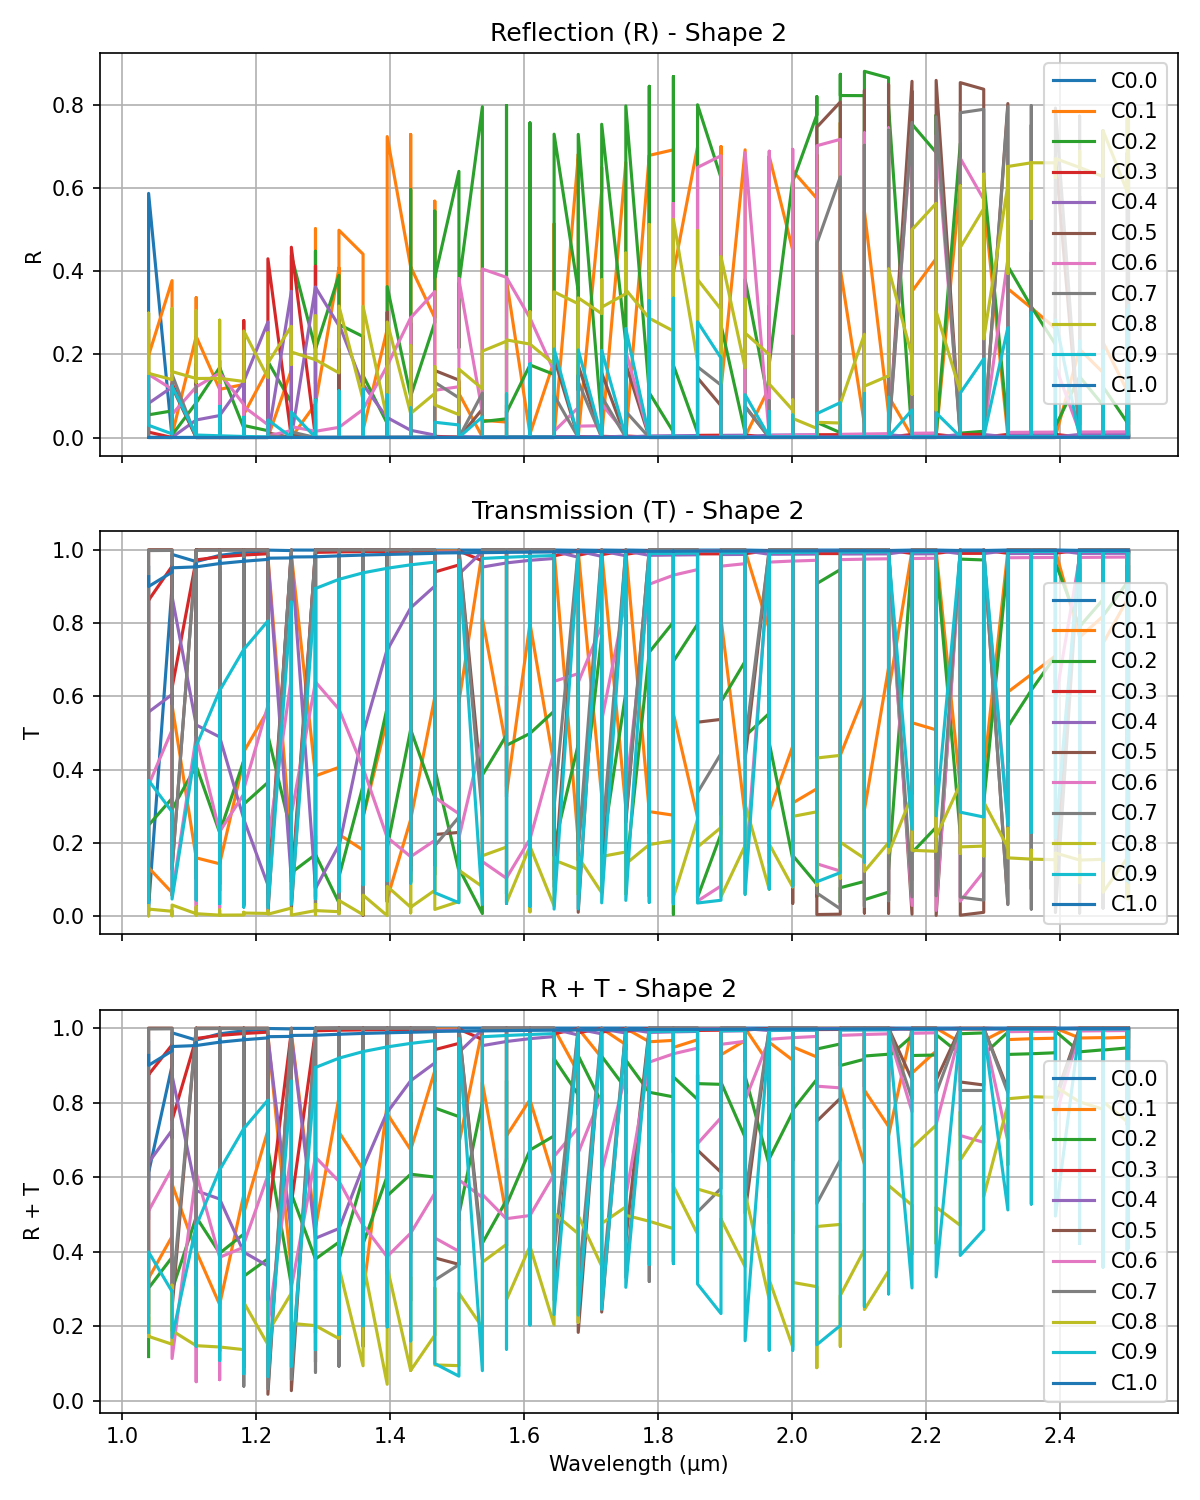 Reflection (R) - Shape 2
R
0.8
0.6
0.4
0.2
0.0
C0.0
C0.1
C0.2
C0.3
C0.4
C0.5
C0.6
C0.7
C0.8
C0.9
C1.0
Transmission (T) - Shape 2
T
1.0
0.8
0.6
0.4
0.2
0.0
C0.0
C0.1
C0.2
C0.3
C0.4
C0.5
C0.6
C0.7
C0.8
C0.9
C1.0
R + T - Shape 2
R + T
1.0
0.8
0.6
0.4
0.2
0.0
C0.0
C0.1
C0.2
C0.3
C0.4
C0.5
C0.6
C0.7
C0.8
C0.9
C1.0
1.0 1.2 1.4 1.6 1.8 2.0 2.2 2.4
Wavelength (μm)